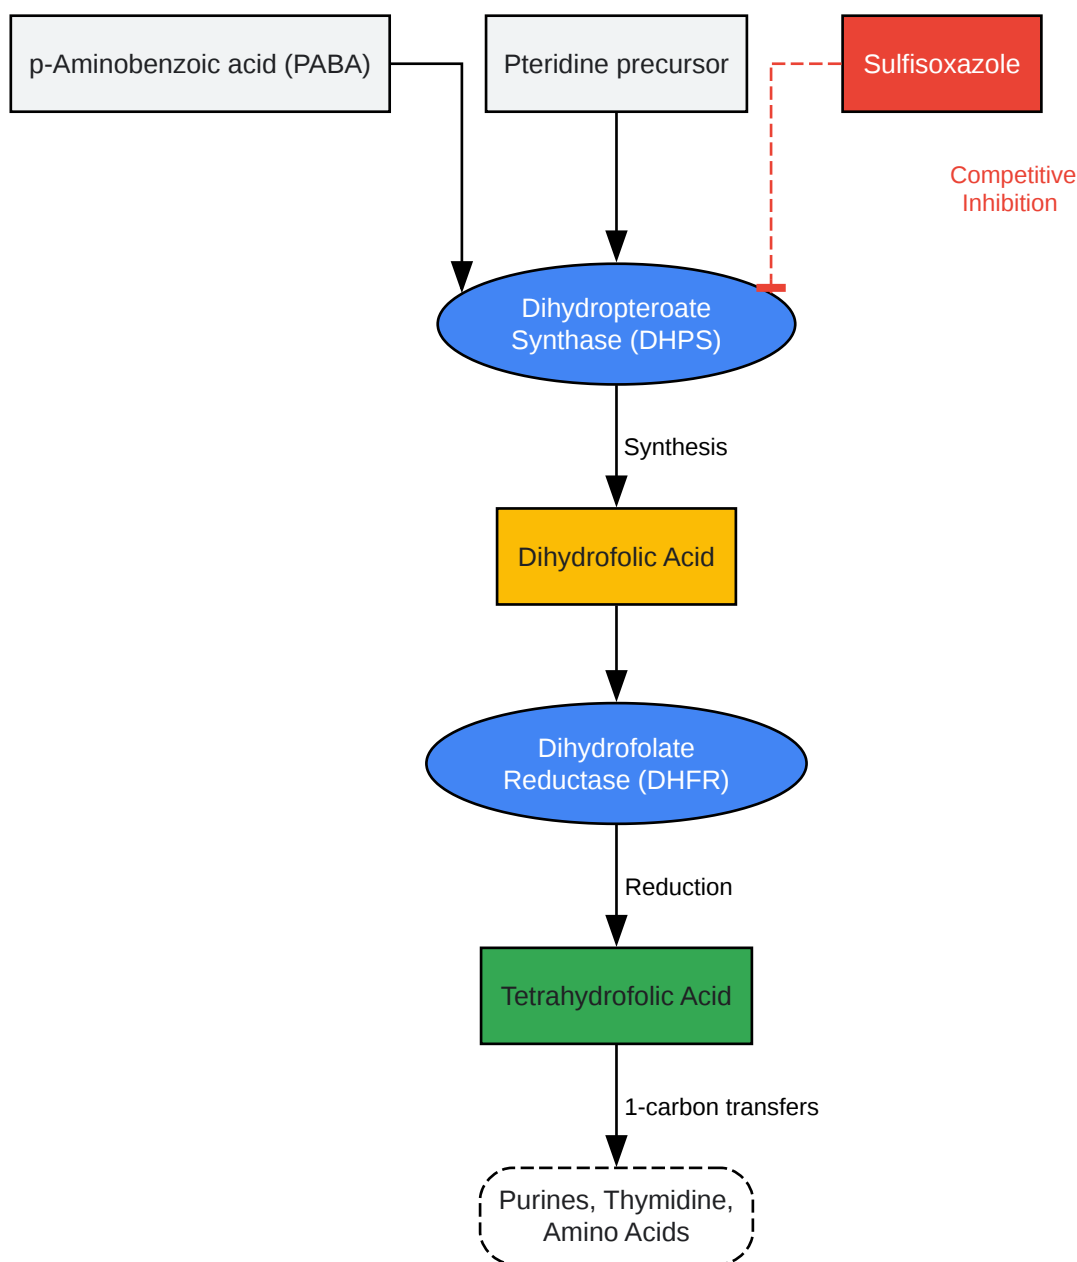 p-Aminobenzoic acid (PABA)
Pteridine precursor
Sulfisoxazole
Competitive
Inhibition
Dihydropteroate
Synthase (DHPS)
Synthesis
Dihydrofolic Acid
Dihydrofolate
Reductase (DHFR)
Reduction
Tetrahydrofolic Acid
1-carbon transfers
Purines, Thymidine,
Amino Acids